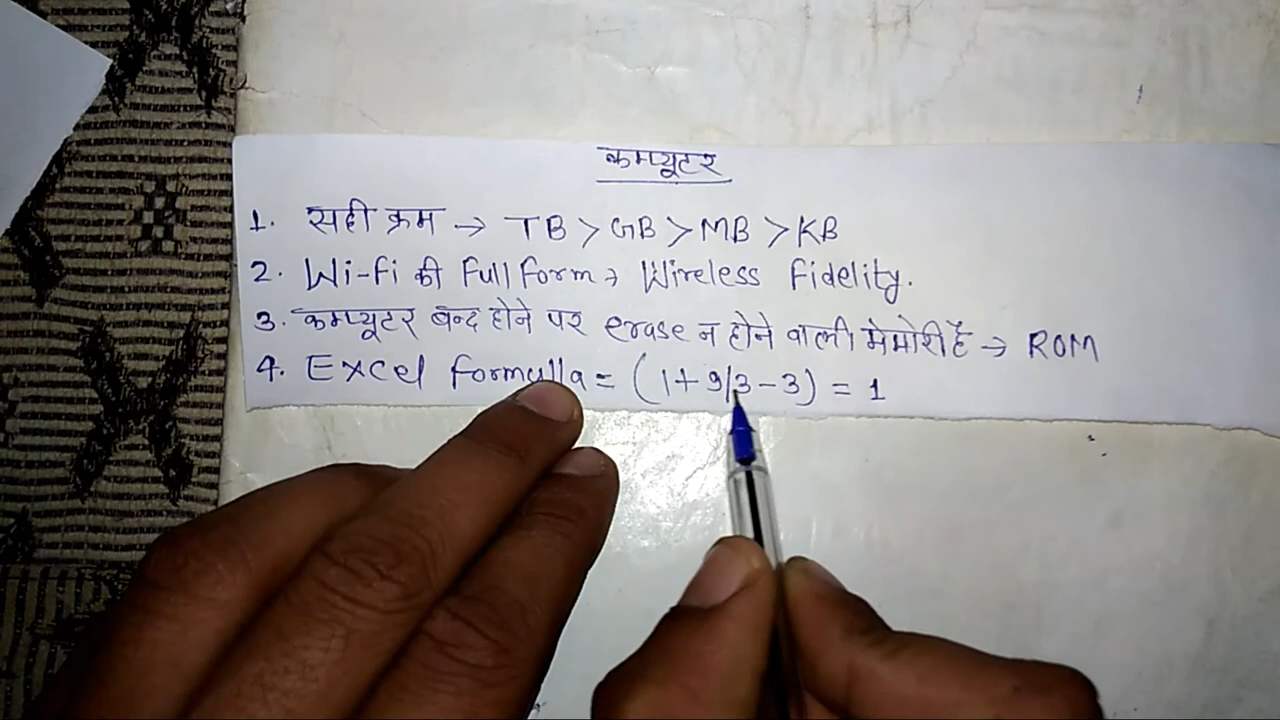 कम्प्यूटर
1. सही क्रम → TB > GB > MB > KB
2. Wi-Fi की Full Form → Wireless Fidelity.
3. कम्प्यूटर बन्द होने पर erase न होने वाली मेमोरी है → ROM
4. Excel formulla = (1+9/3-3) = 1